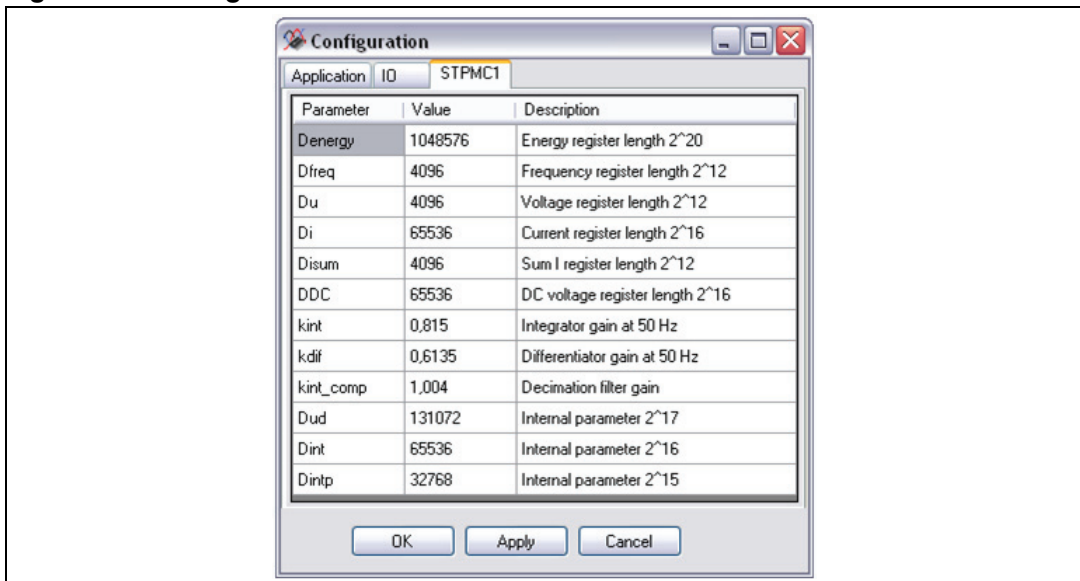 Configuration
Application IO STPMC1
Parameter Value Description
Denergy 1048576 Energy register length 2^20
Dfreq 4096 Frequency register length 2^12
Du 4096 Voltage register length 2^12
Di 65536 Current register length 2^16
Disum 4096 Sum I register length 2^12
DDC 65536 DC voltage register length 2^16
kint 0,815 Integrator gain at 50 Hz
kdif 0,6135 Differentiator gain at 50 Hz
kint_comp 1,004 Decimation filter gain
Dud 131072 Internal parameter 2^17
Dint 65536 Internal parameter 2^16
Dintp 32768 Internal parameter 2^15
OK Apply Cancel